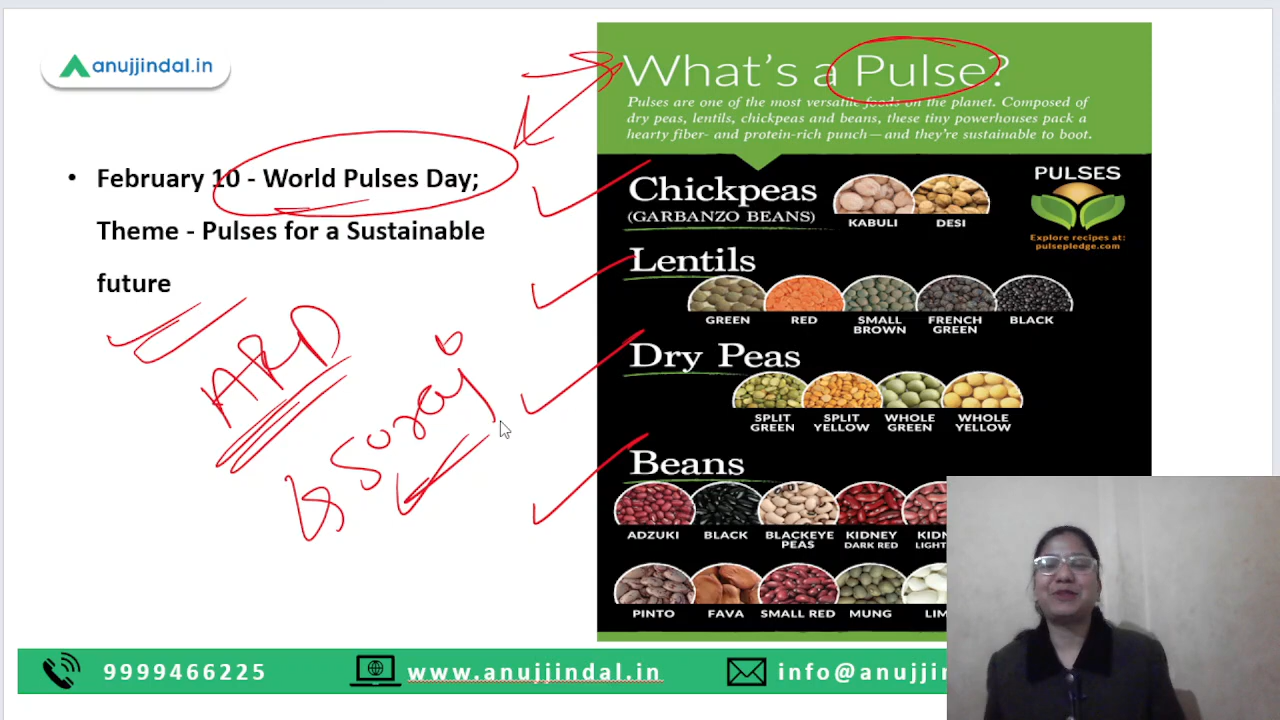 anujjindal.in
• February 10 - World Pulses Day;
Theme - Pulses for a Sustainable
future
ARD
What's a Pulse?
Pulses are one of the most versatile foods on the planet. Composed of
dry peas, lentils, chickpeas and beans, these tiny powerhouses pack a
hearty fiber- and protein-rich punch—and they're sustainable to boot.
PULSES
Explore recipes at:
pulsepledge.com
Chickpeas
(GARBANZO BEANS)
KABULI DESI
Lentils
GREEN RED SMALL BROWN FRENCH GREEN BLACK
Dry Peas
SPLIT GREEN SPLIT YELLOW WHOLE GREEN WHOLE YELLOW
Beans
ADZUKI BLACK BLACKEYE PEAS KIDNEY DARK RED KIDN LIGHT
PINTO FAVA SMALL RED MUNG LIM
9999466225 www.anujjindal.in info@anujjin